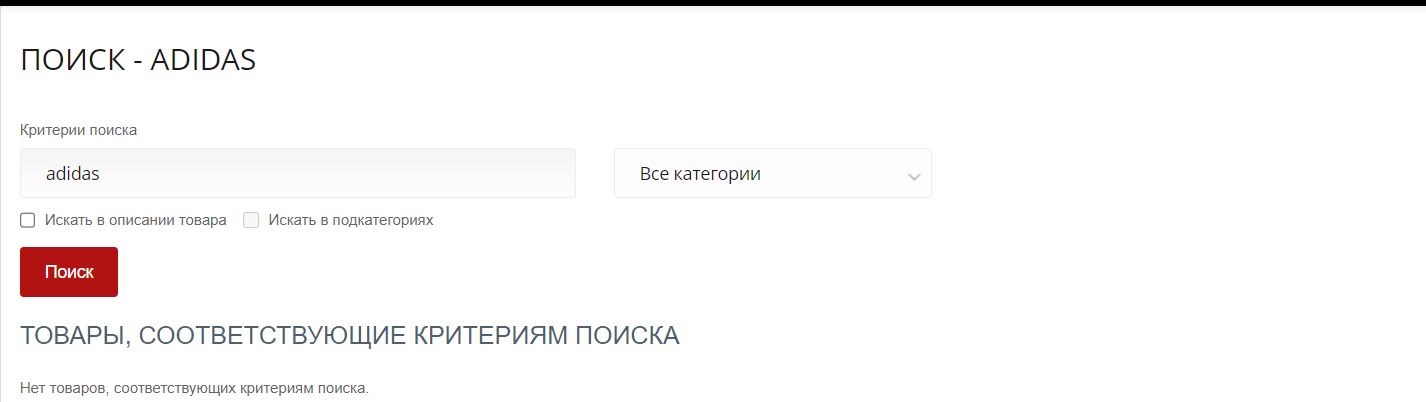 ПОИСК - ADIDAS
Критерии поиска
adidas
Все категории
Искать в описании товара
Искать в подкатегориях
Поиск
ТОВАРЫ, СООТВЕТСТВУЮЩИЕ КРИТЕРИЯМ ПОИСКА
Нет товаров, соответствующих критериям поиска.